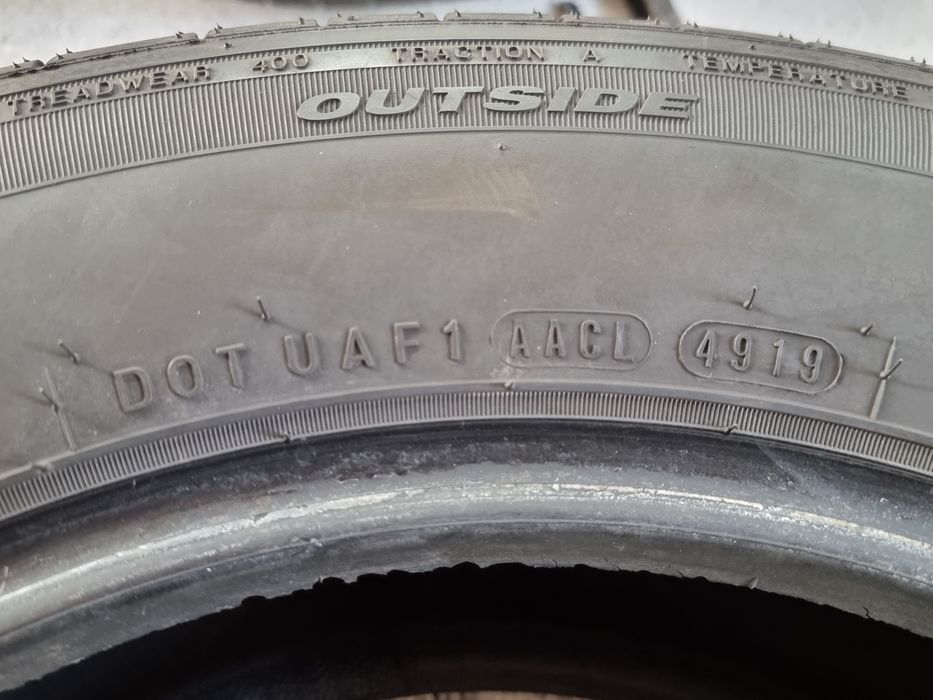 TREADWEAR 400 TRACTION A TEMPERATURE
OUTSIDE
DOT UAF1 AACL 4919